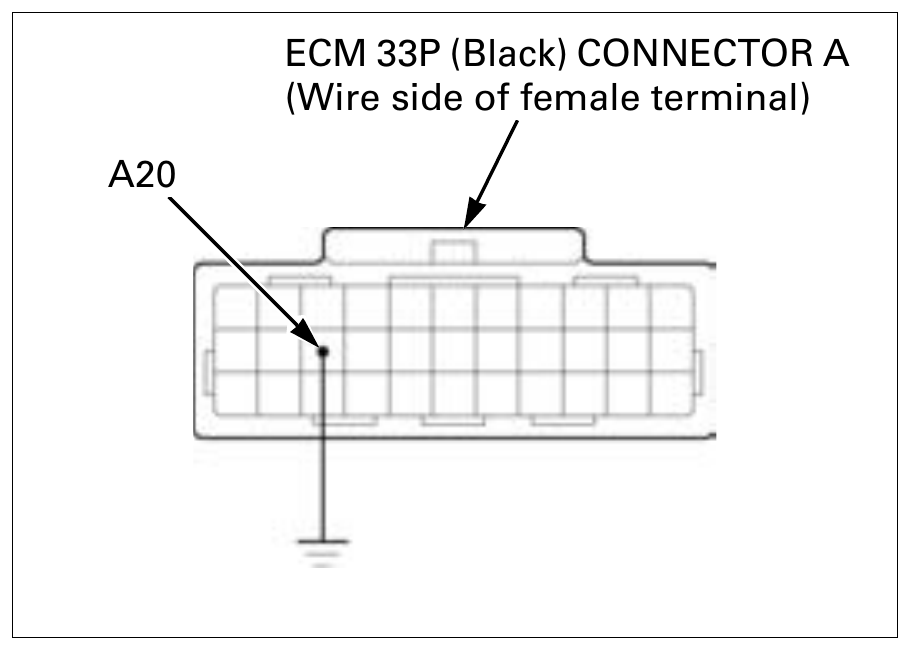 ECM 33P (Black) CONNECTOR A
(Wire side of female terminal)
A20